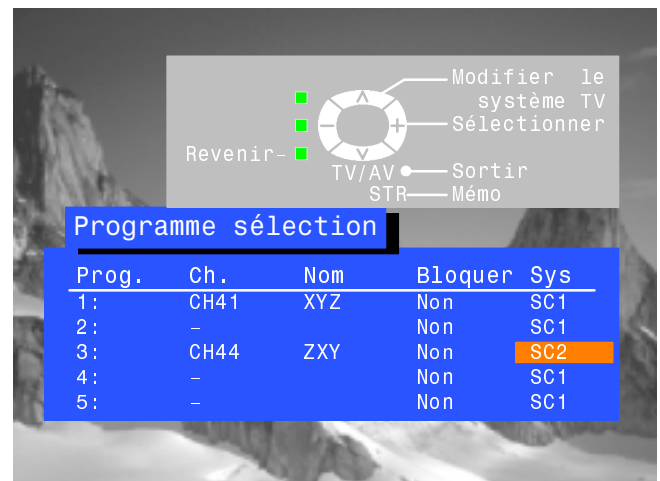 Modifier le
système TV
Sélectionner
Revenir–
TV/AV Sortir
STR Mémo
Programme sélection
Prog. Ch. Nom Bloquer Sys
1: CH41 XYZ Non SC1
2: – Non SC1
3: CH44 ZXY Non SC2
4: – Non SC1
5: – Non SC1